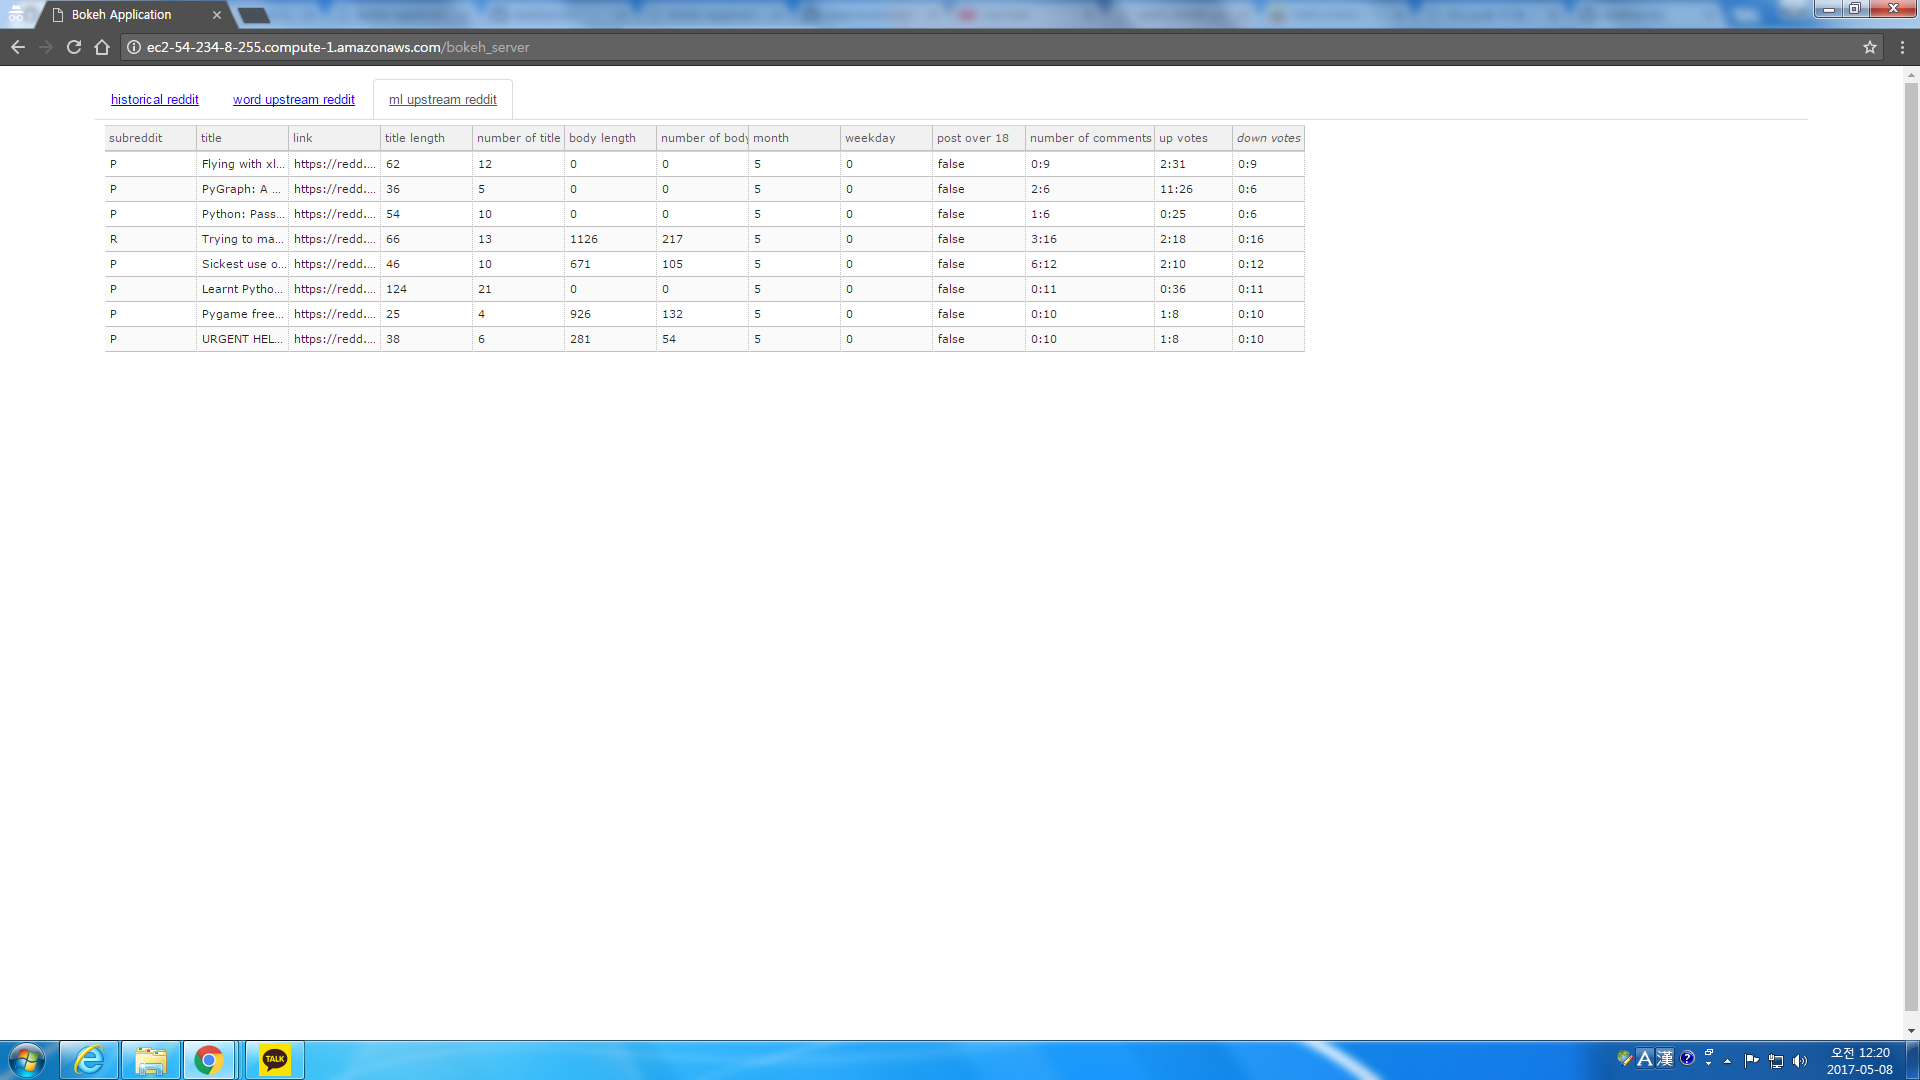 Bokeh Application
ec2-54-234-8-255.compute-1.amazonaws.com/bokeh_server
historical reddit word upstream reddit ml upstream reddit
subreddit title link title length number of title body length number of body month weekday post over 18 number of comments up votes down votes
P Flying with xl... https://redd.... 62 12 0 0 5 0 false 0:9 2:31 0:9
P PyGraph: A ... https://redd.... 36 5 0 0 5 0 false 2:6 11:26 0:6
P Python: Pass... https://redd.... 54 10 0 0 5 0 false 1:6 0:25 0:6
R Trying to ma... https://redd.... 66 13 1126 217 5 0 false 3:16 2:18 0:16
P Sickest use o... https://redd.... 46 10 671 105 5 0 false 6:12 2:10 0:12
P Learnt Pytho... https://redd.... 124 21 0 0 5 0 false 0:11 0:36 0:11
P Pygame free... https://redd.... 25 4 926 132 5 0 false 0:10 1:8 0:10
P URGENT HEL... https://redd.... 38 6 281 54 5 0 false 0:10 1:8 0:10
TALK
A 漢
오전 12:20
2017-05-08